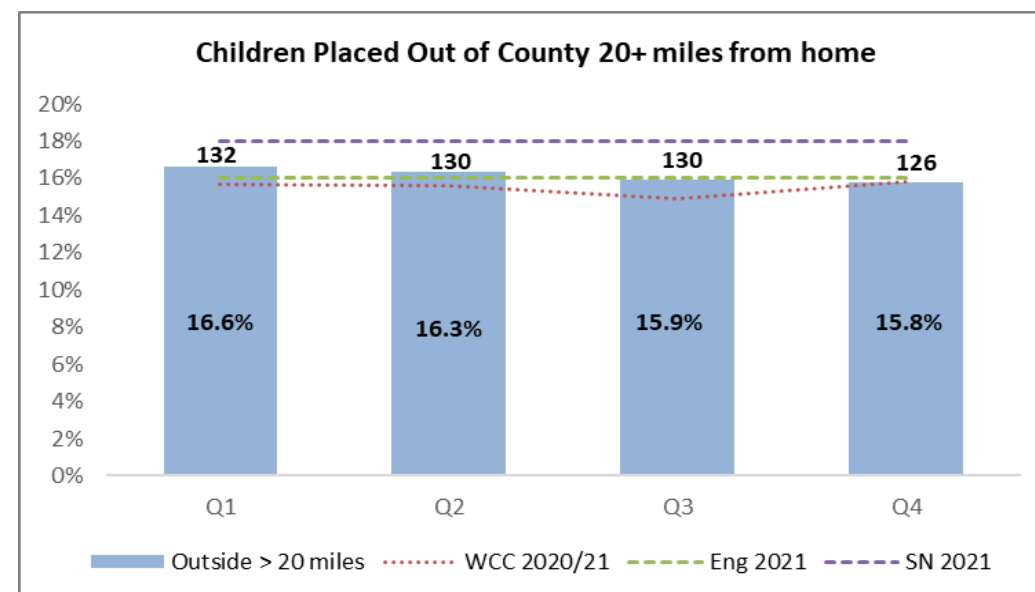 Children Placed Out of County 20+ miles from home
20%
18%
16%
14%
12%
10%
8%
6%
4%
2%
0%
132
130
130
126
16.6%
16.3%
15.9%
15.8%
Q1
Q2
Q3
Q4
Outside > 20 miles
WCC 2020/21
Eng 2021
SN 2021